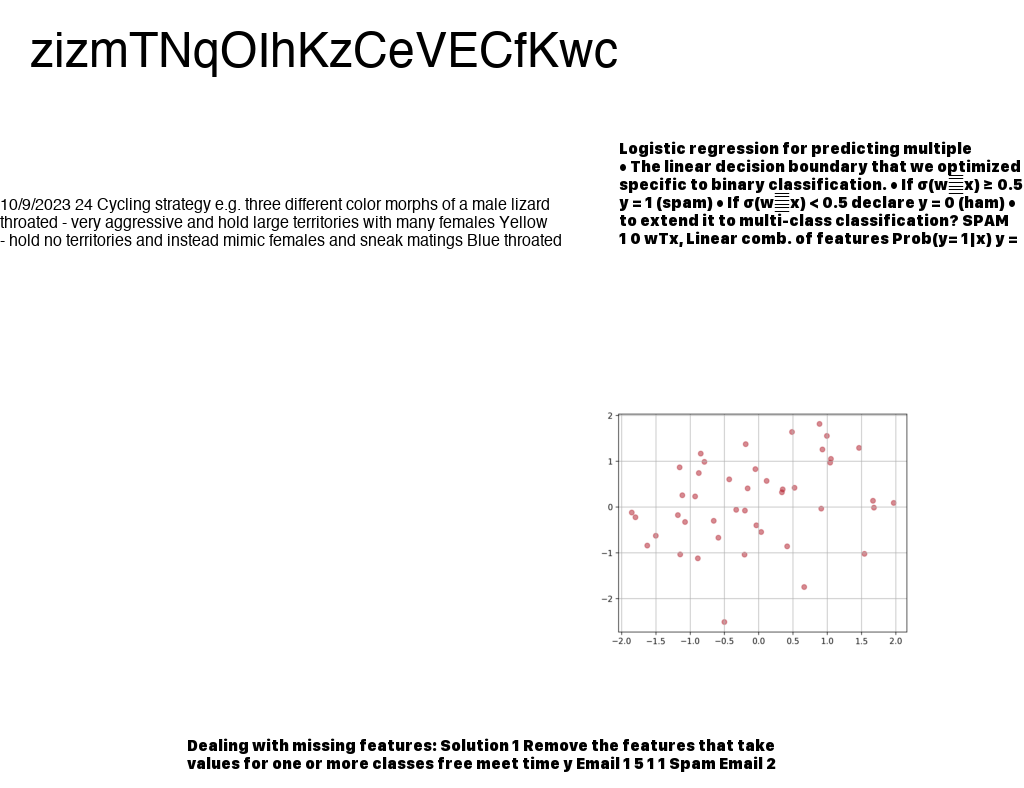 zizmTNqOIhKzCeVECfKwc
10/9/2023 24 Cycling strategy e.g. three different color morphs of a male lizard
throated - very aggressive and hold large territories with many females Yellow
- hold no territories and instead mimic females and sneak matings Blue throated
Logistic regression for predicting multiple
• The linear decision boundary that we optimized
specific to binary classification. • If σ(w x) ≥ 0.5
y = 1 (spam) • If σ(w x) < 0.5 declare y = 0 (ham) •
to extend it to multi-class classification? SPAM
1 0 wTx, Linear comb. of features Prob(y= 1|x) y =
2
1
0
−1
−2
−2.0 −1.5 −1.0 −0.5 0.0 0.5 1.0 1.5 2.0
Dealing with missing features: Solution 1 Remove the features that take
values for one or more classes free meet time y Email 1 5 1 1 Spam Email 2